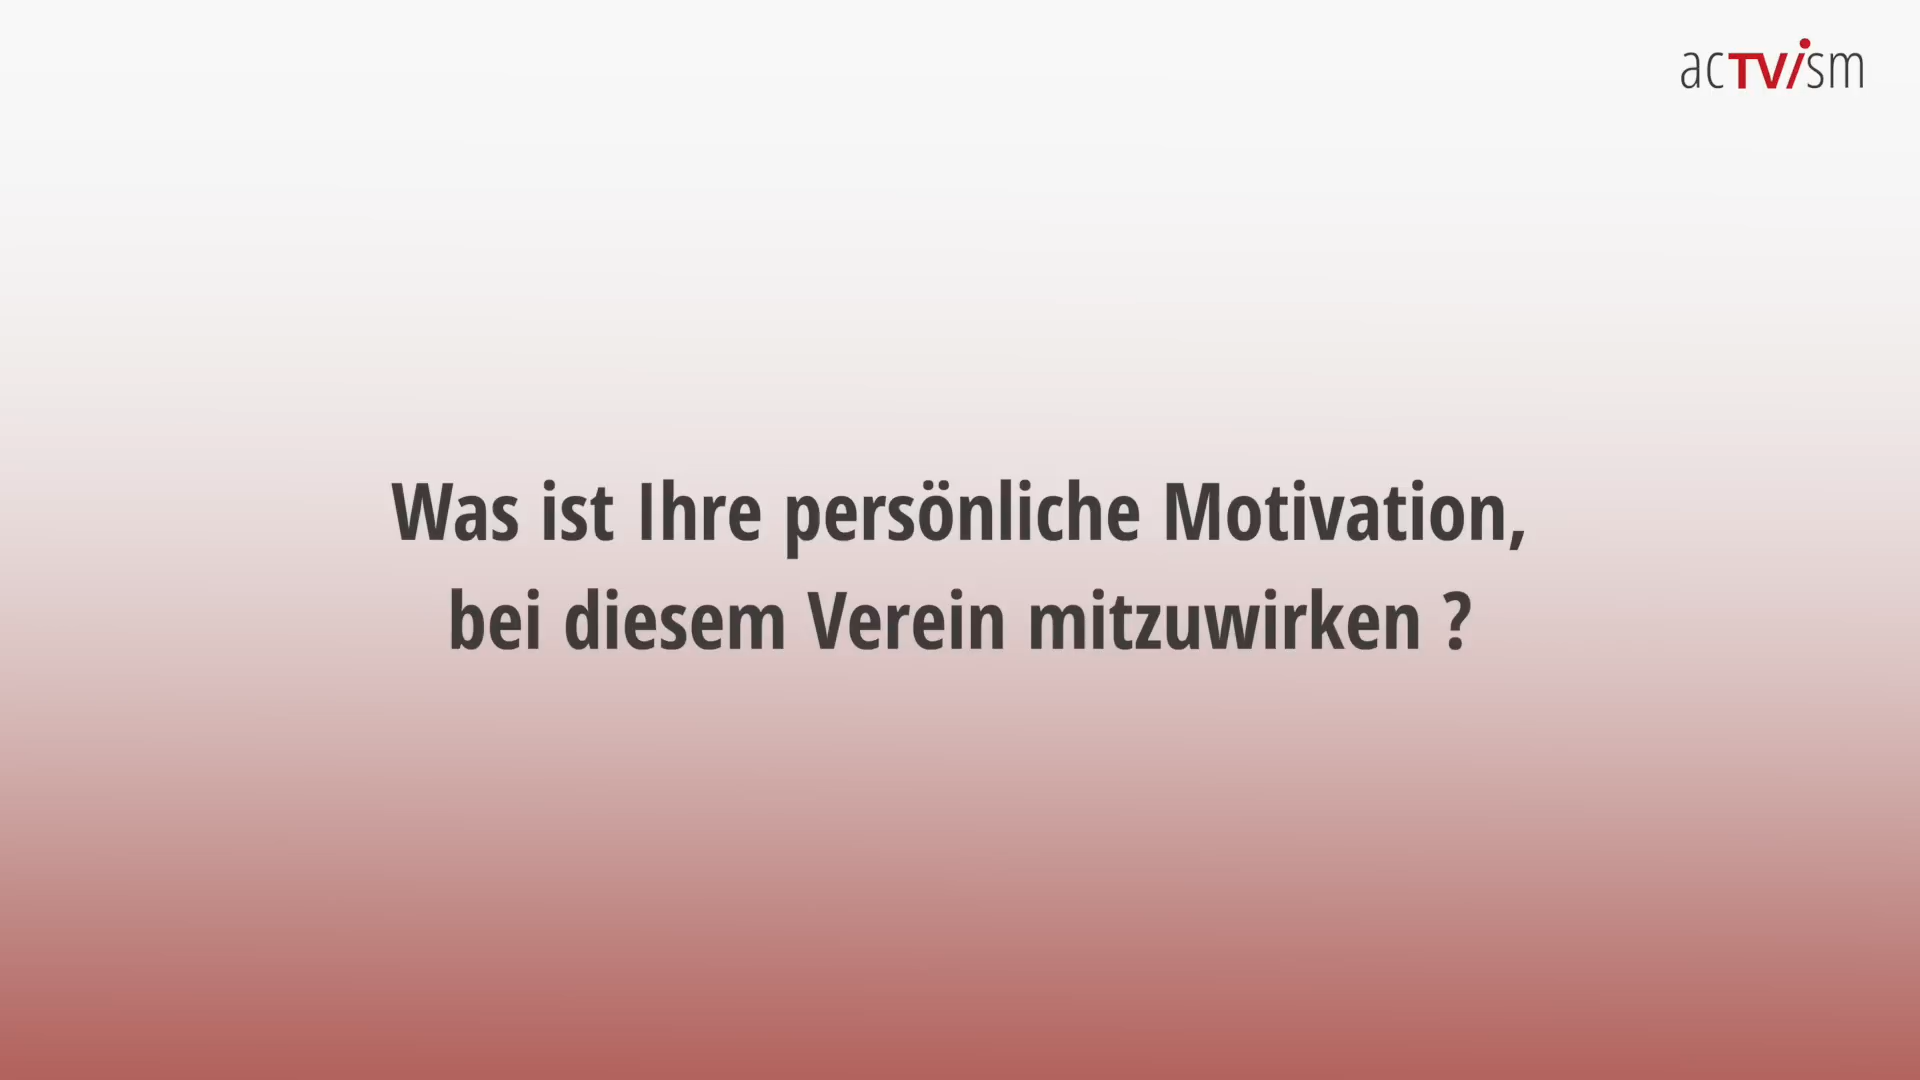 acTVism
Was ist Ihre persönliche Motivation,
bei diesem Verein mitzuwirken ?